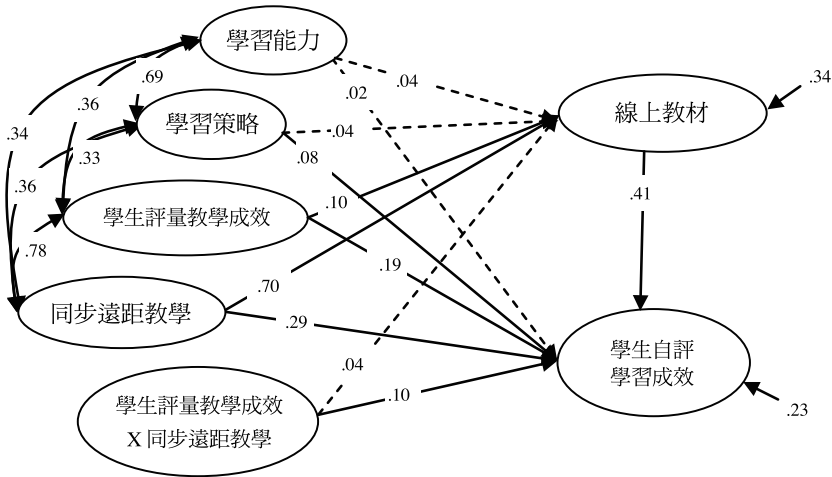 學習能力
.04
.34
.69
.36
.02
線上教材
.34
學習策略
.04
.33
.08
.36
.10
.41
學生評量教學成效
.78
.19
.70
同步遠距教學
.29
學生自評
學習成效
.04
.10
學生評量教學成效
X 同步遠距教學
.23